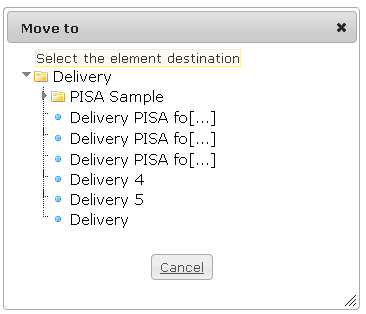 Move to
Select the element destination
Delivery
PISA Sample
Delivery PISA fo[...]
Delivery PISA fo[...]
Delivery PISA fo[...]
Delivery 4
Delivery 5
Delivery
Cancel